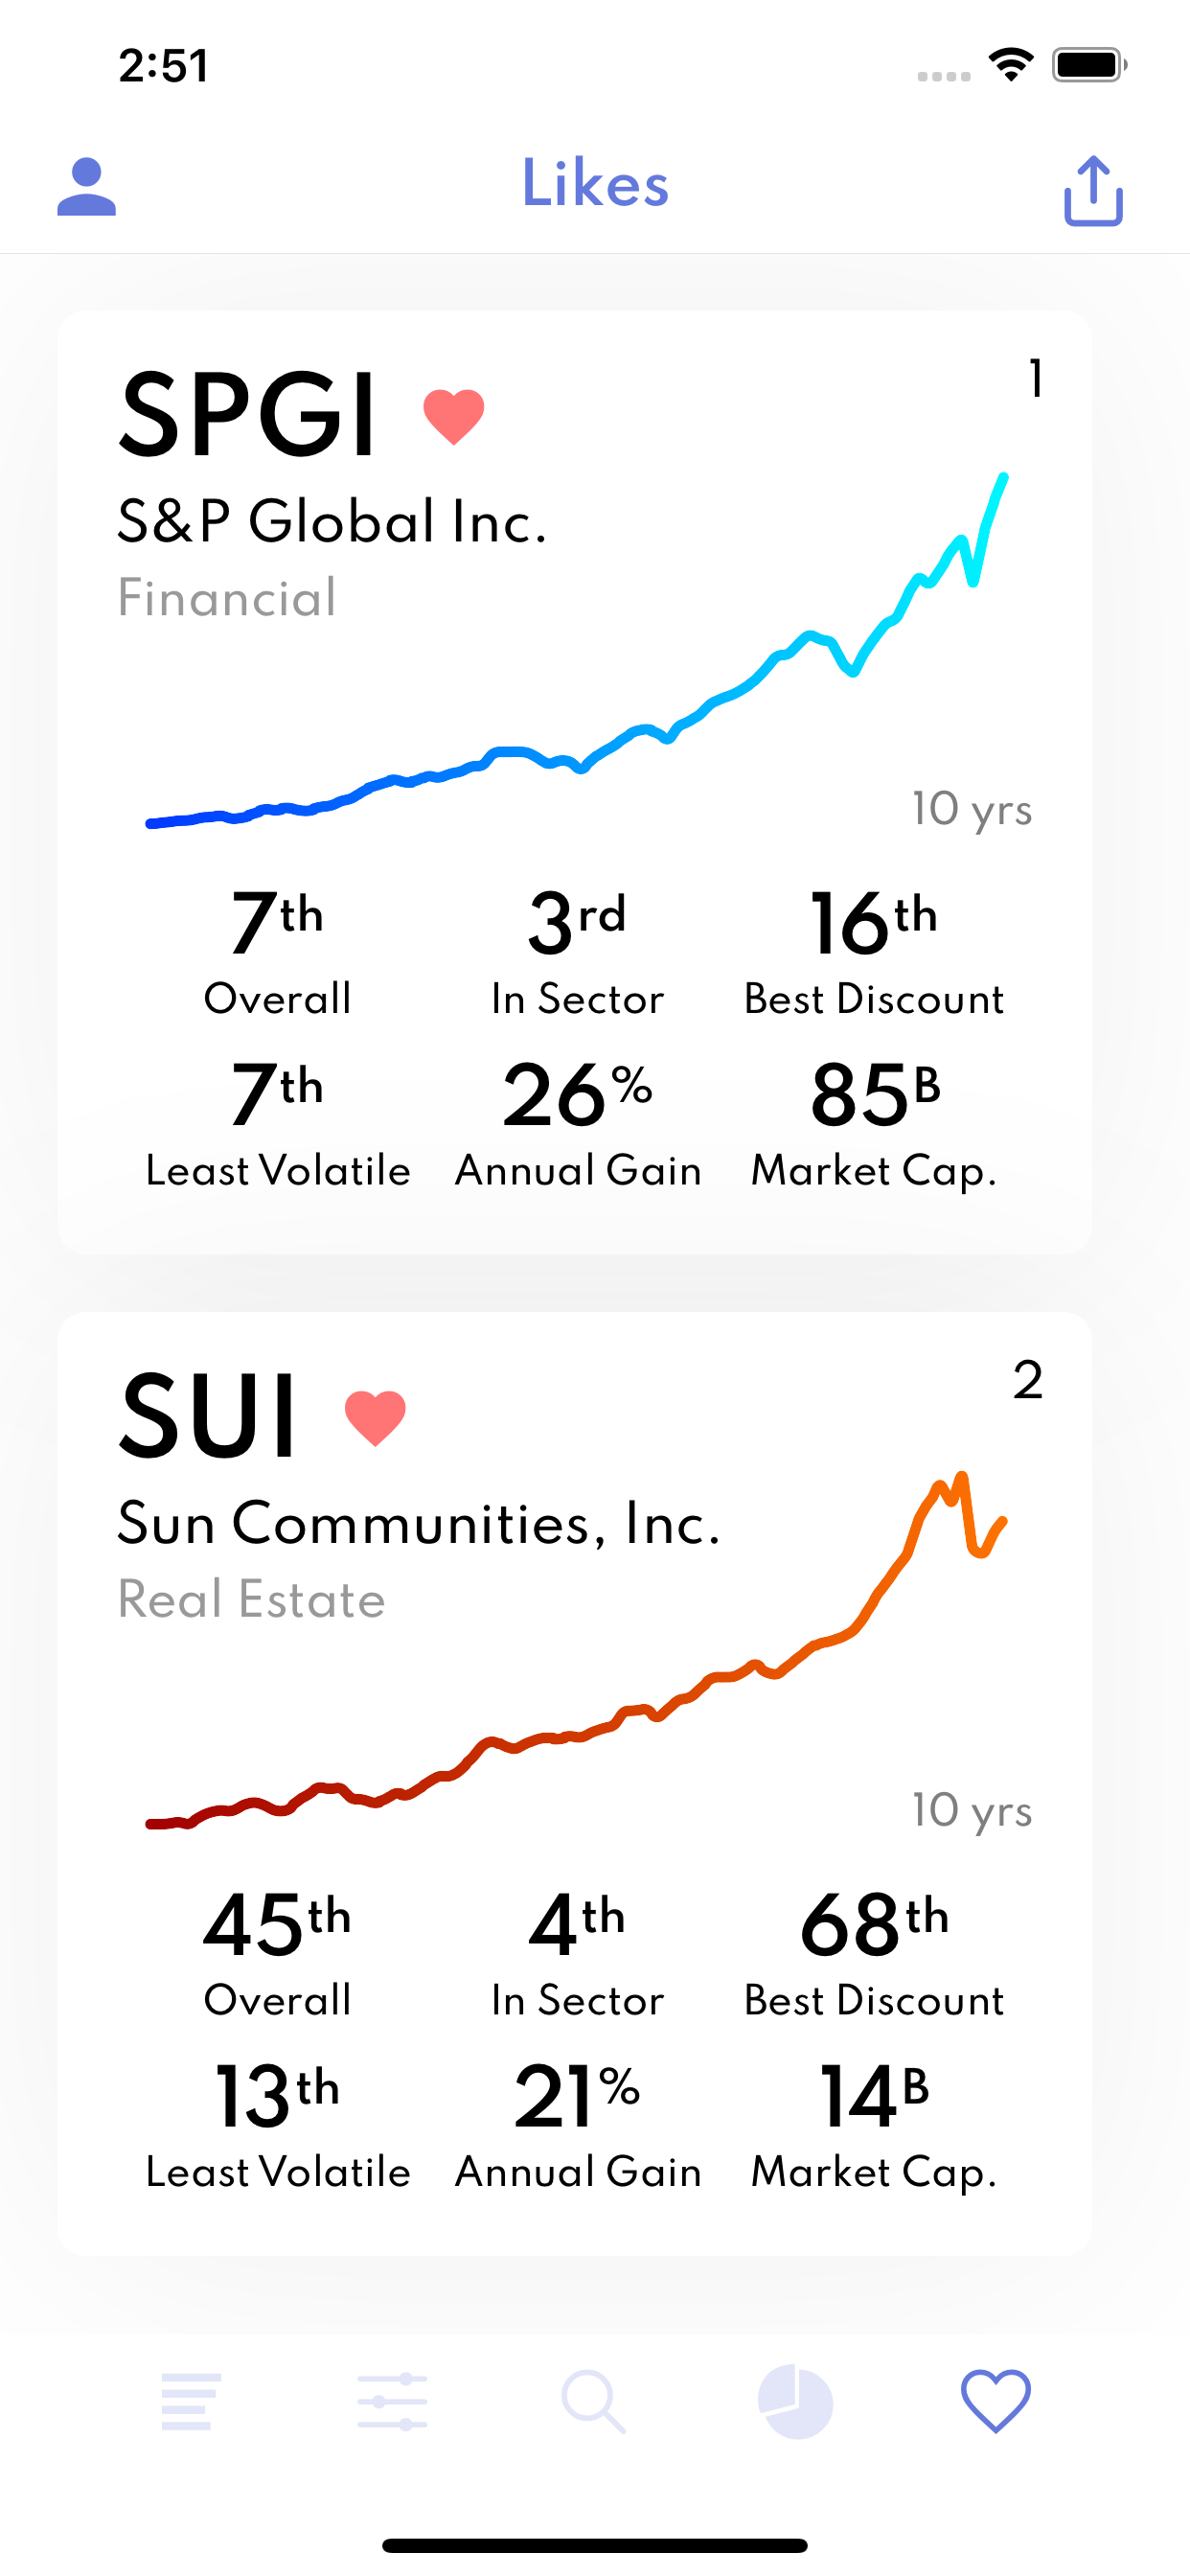 2:51
Likes
SPGI
1
S&P Global Inc.
Financial
10 yrs
7th 3rd 16th
Overall In Sector Best Discount
7th 26% 85B
Least Volatile Annual Gain Market Cap.
SUI
2
Sun Communities, Inc.
Real Estate
10 yrs
45th 4th 68th
Overall In Sector Best Discount
13th 21% 14B
Least Volatile Annual Gain Market Cap.